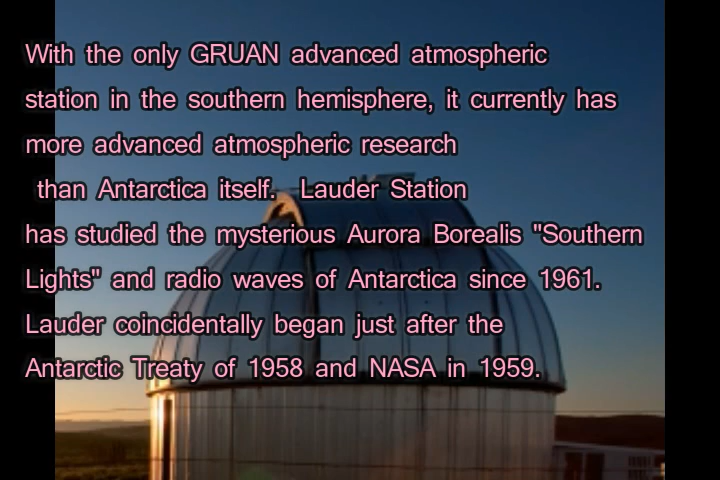 With the only GRUAN advanced atmospheric
station in the southern hemisphere, it currently has
more advanced atmospheric research
than Antarctica itself. Lauder Station
has studied the mysterious Aurora Borealis "Southern
Lights" and radio waves of Antarctica since 1961.
Lauder coincidentally began just after the
Antarctic Treaty of 1958 and NASA in 1959.